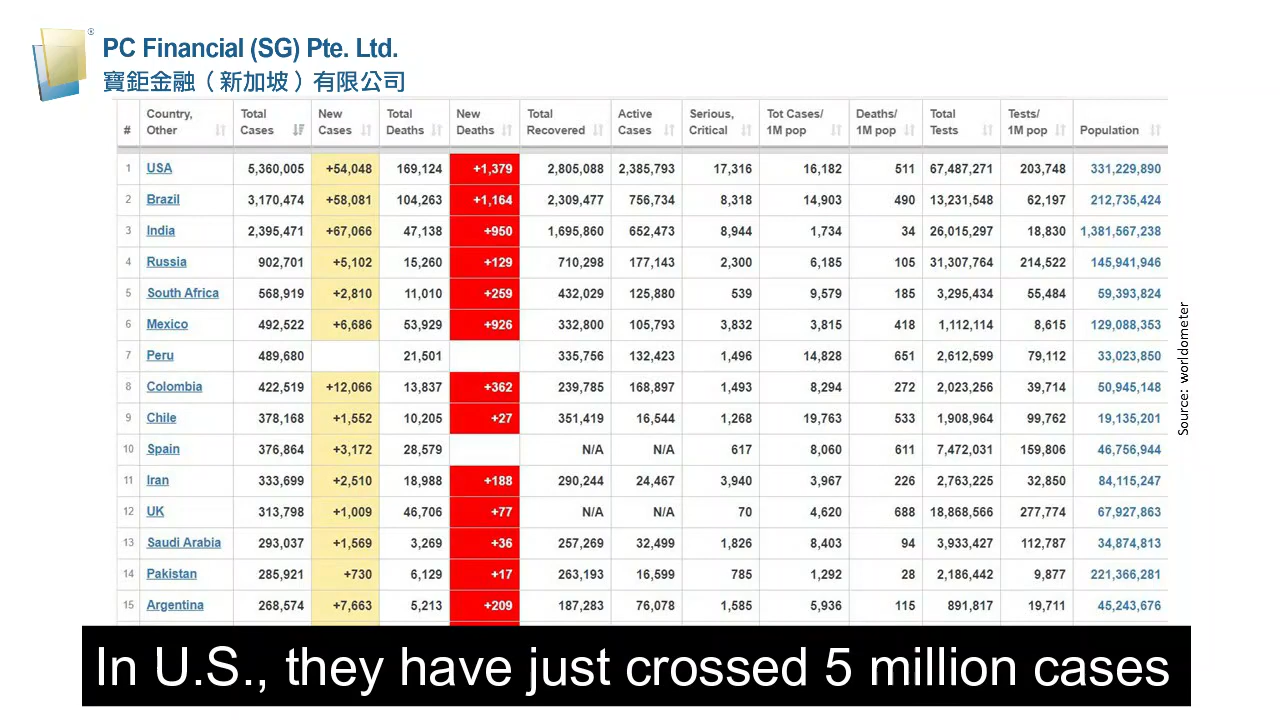 ®
PC Financial (SG) Pte. Ltd.
寶鉅金融（新加坡）有限公司
# Country, Other Total Cases New Cases Total Deaths New Deaths Total Recovered Active Cases Serious, Critical Tot Cases/ 1M pop Deaths/ 1M pop Total Tests Tests/ 1M pop Population
1 USA 5,360,005 +54,048 169,124 +1,379 2,805,088 2,385,793 17,316 16,182 511 67,487,271 203,748 331,229,890
2 Brazil 3,170,474 +58,081 104,263 +1,164 2,309,477 756,734 8,318 14,903 490 13,231,548 62,197 212,735,424
3 India 2,395,471 +67,066 47,138 +950 1,695,860 652,473 8,944 1,734 34 26,015,297 18,830 1,381,567,238
4 Russia 902,701 +5,102 15,260 +129 710,298 177,143 2,300 6,185 105 31,307,764 214,522 145,941,946
5 South Africa 568,919 +2,810 11,010 +259 432,029 125,880 539 9,579 185 3,295,434 55,484 59,393,824
6 Mexico 492,522 +6,686 53,929 +926 332,800 105,793 3,832 3,815 418 1,112,114 8,615 129,088,353
7 Peru 489,680 21,501 335,756 132,423 1,496 14,828 651 2,612,599 79,112 33,023,850
8 Colombia 422,519 +12,066 13,837 +362 239,785 168,897 1,493 8,294 272 2,023,256 39,714 50,945,148
9 Chile 378,168 +1,552 10,205 +27 351,419 16,544 1,268 19,763 533 1,908,964 99,762 19,135,201
10 Spain 376,864 +3,172 28,579 N/A N/A 617 8,060 611 7,472,031 159,806 46,756,944
11 Iran 333,699 +2,510 18,988 +188 290,244 24,467 3,940 3,967 226 2,763,225 32,850 84,115,247
12 UK 313,798 +1,009 46,706 +77 N/A N/A 70 4,620 688 18,868,566 277,774 67,927,863
13 Saudi Arabia 293,037 +1,569 3,269 +36 257,269 32,499 1,826 8,403 94 3,933,427 112,787 34,874,813
14 Pakistan 285,921 +730 6,129 +17 263,193 16,599 785 1,292 28 2,186,442 9,877 221,366,281
15 Argentina 268,574 +7,663 5,213 +209 187,283 76,078 1,585 5,936 115 891,817 19,711 45,243,676
Source: worldometer
In U.S., they have just crossed 5 million cases